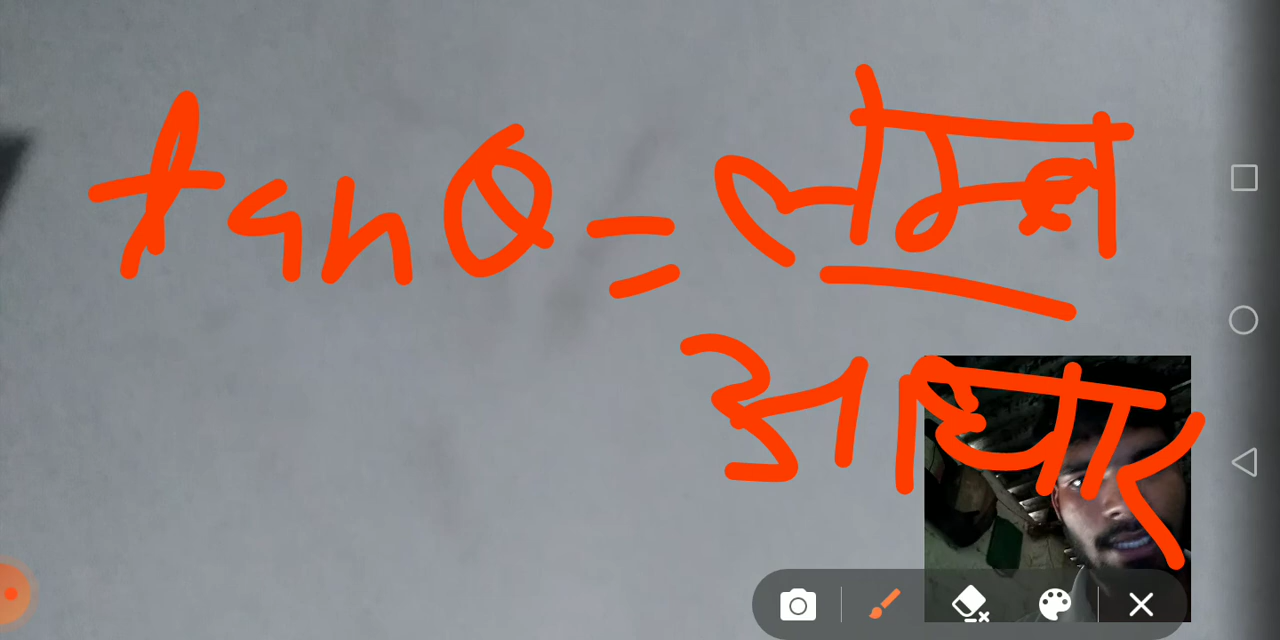 tanθ = लम्ब
आधार